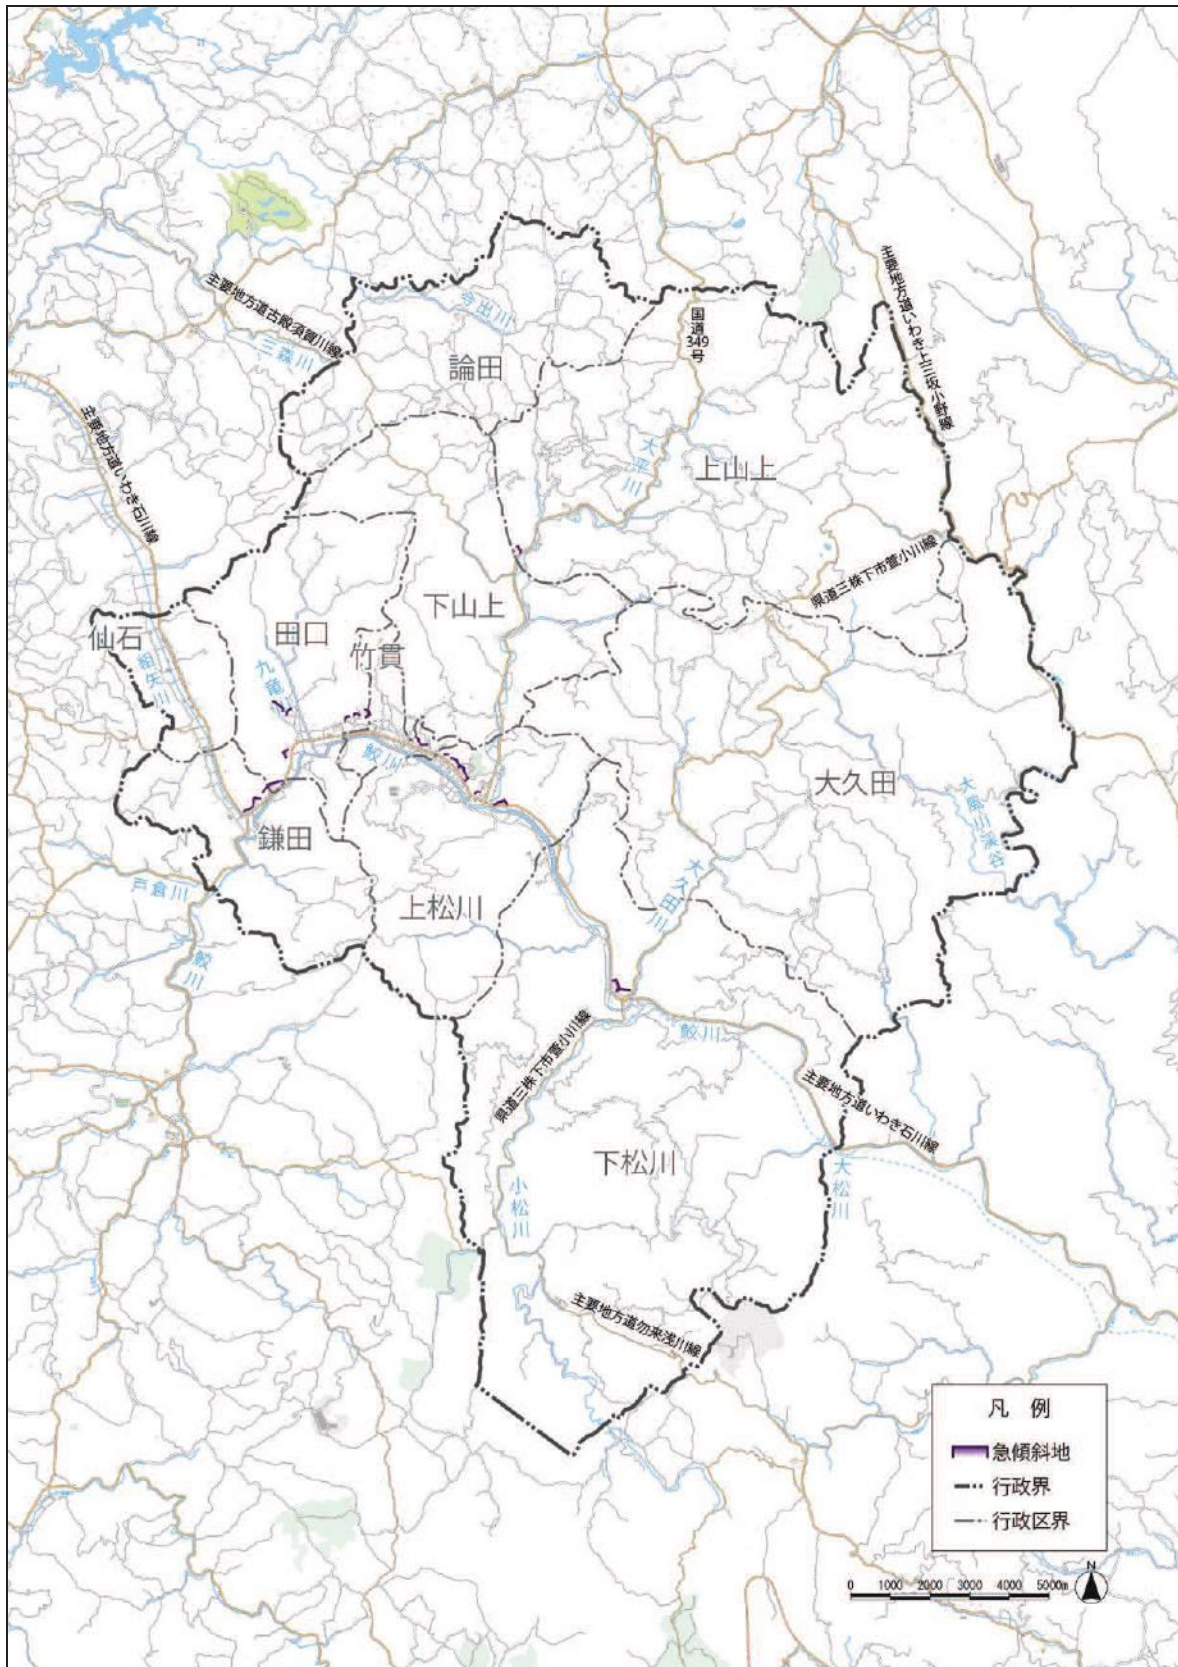 主要地方道古殿須賀川線
今出川
三森川
国道349号
主要地方道いわき上三坂小野線
論田
主要地方道いわき石川線
大平川
上山上
県道三株下市萱小川線
下山上
仙石
田口
竹貫
九竜川
鮫川
大久田
大風小渓谷
鎌田
戸倉川
大久田川
上松川
鮫川
鮫川
県道三株下市萱小川線
主要地方道いわき石川線
下松川
大松川
小松川
主要地方道勿来浅川線
凡 例
急傾斜地
行政界
行政区界
N
0 1000 2000 3000 4000 5000m